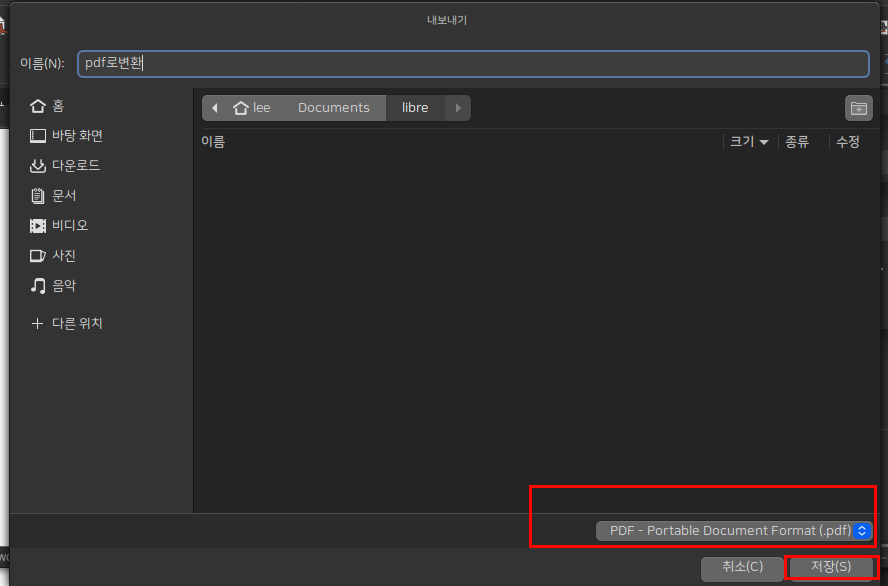 내보내기
이름(N): pdf로변환
홈
바탕 화면
다운로드
문서
비디오
사진
음악
다른 위치
lee Documents libre
이름 크기 종류 수정
PDF – Portable Document Format (.pdf)
취소(C) 저장(S)